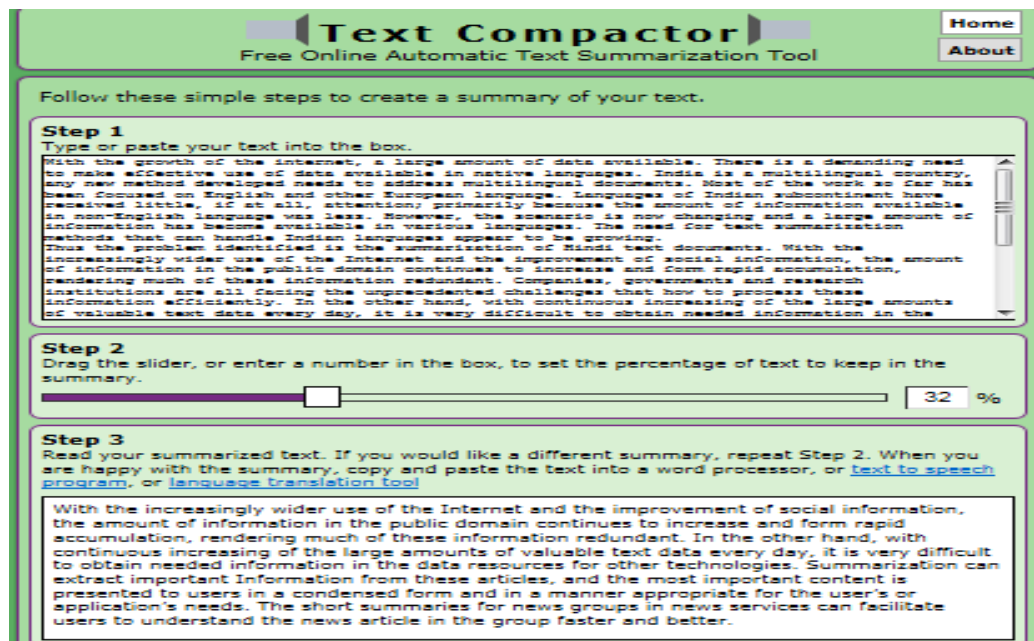 Text Compactor
Free Online Automatic Text Summarization Tool
Home
About
Follow these simple steps to create a summary of your text.
Step 1
Type or paste your text into the box.
With the growth of the internet, a large amount of data available. There is a demanding need
to make effective use of data available in native languages. India is a multilingual country,
any new method developed needs to address multilingual documents. Most of the work so far has
been focused on English and other European language. Languages of Indian subcontinent have
received little, if at all, attention; primarily because the amount of information available
in non-English language was less. However, the scenario is now changing and a large amount of
information has become available in various languages. The need for text summarization
methods that can handle Indian languages appear to be growing.
Thus the problem identified is the summarization of Hindi text documents. With the
increasingly wider use of the Internet and the improvement of social information, the amount
of information in the public domain continues to increase and form rapid accumulation,
rendering much of these information redundant. Companies, governments and research
institutions are all facing the unprecedented challenges that how to process these
information efficiently. In the other hand, with continuous increasing of the large amounts
of valuable text data every day, it is very difficult to obtain needed information in the
Step 2
Drag the slider, or enter a number in the box, to set the percentage of text to keep in the
summary.
32 %
Step 3
Read your summarized text. If you would like a different summary, repeat Step 2. When you
are happy with the summary, copy and paste the text into a word processor, or text to speech
program, or language translation tool
With the increasingly wider use of the Internet and the improvement of social information,
the amount of information in the public domain continues to increase and form rapid
accumulation, rendering much of these information redundant. In the other hand, with
continuous increasing of the large amounts of valuable text data every day, it is very difficult
to obtain needed information in the data resources for other technologies. Summarization can
extract important Information from these articles, and the most important content is
presented to users in a condensed form and in a manner appropriate for the user's or
application's needs. The short summaries for news groups in news services can facilitate
users to understand the news article in the group faster and better.